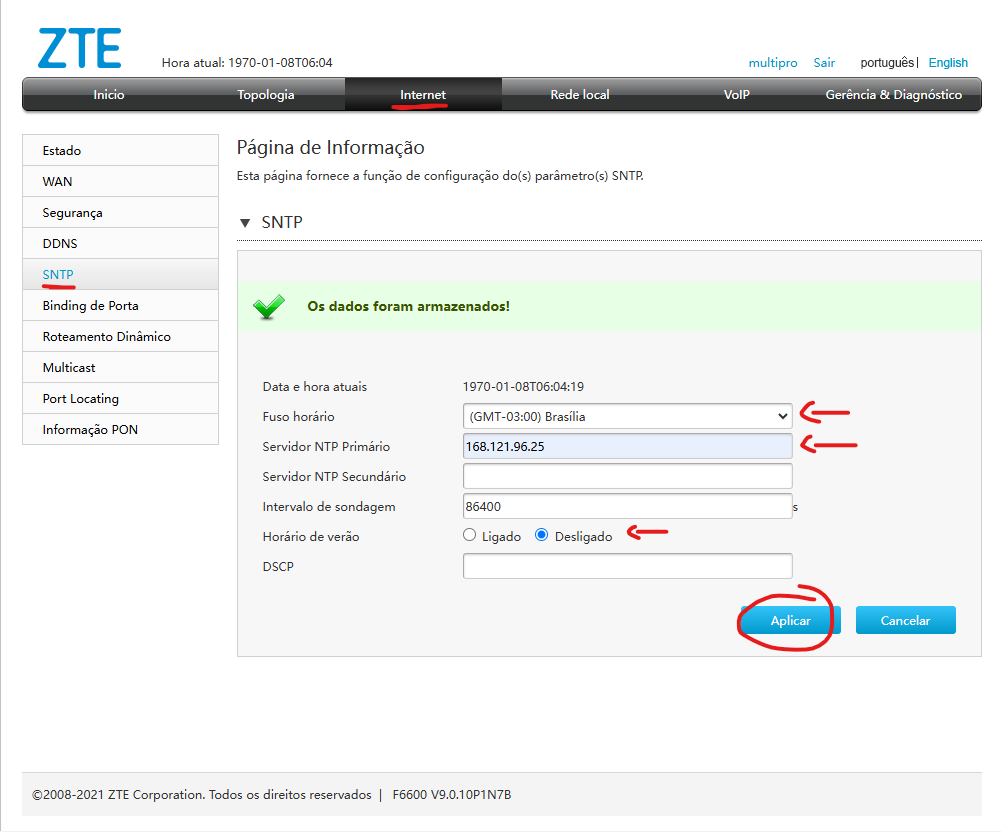 ZTE
Hora atual: 1970-01-08T06:04
multipro Sair português| English
Inicio Topologia Internet Rede local VoIP Gerência & Diagnóstico
Estado
WAN
Segurança
DDNS
SNTP
Binding de Porta
Roteamento Dinâmico
Multicast
Port Locating
Informação PON
Página de Informação
Esta página fornece a função de configuração do(s) parâmetro(s) SNTP.
▼ SNTP
Os dados foram armazenados!
Data e hora atuais 1970-01-08T06:04:19
Fuso horário (GMT-03:00) Brasília
Servidor NTP Primário 168.121.96.25
Servidor NTP Secundário
Intervalo de sondagem 86400 s
Horário de verão Ligado Desligado
DSCP
Aplicar Cancelar
©2008-2021 ZTE Corporation. Todos os direitos reservados | F6600 V9.0.10P1N7B